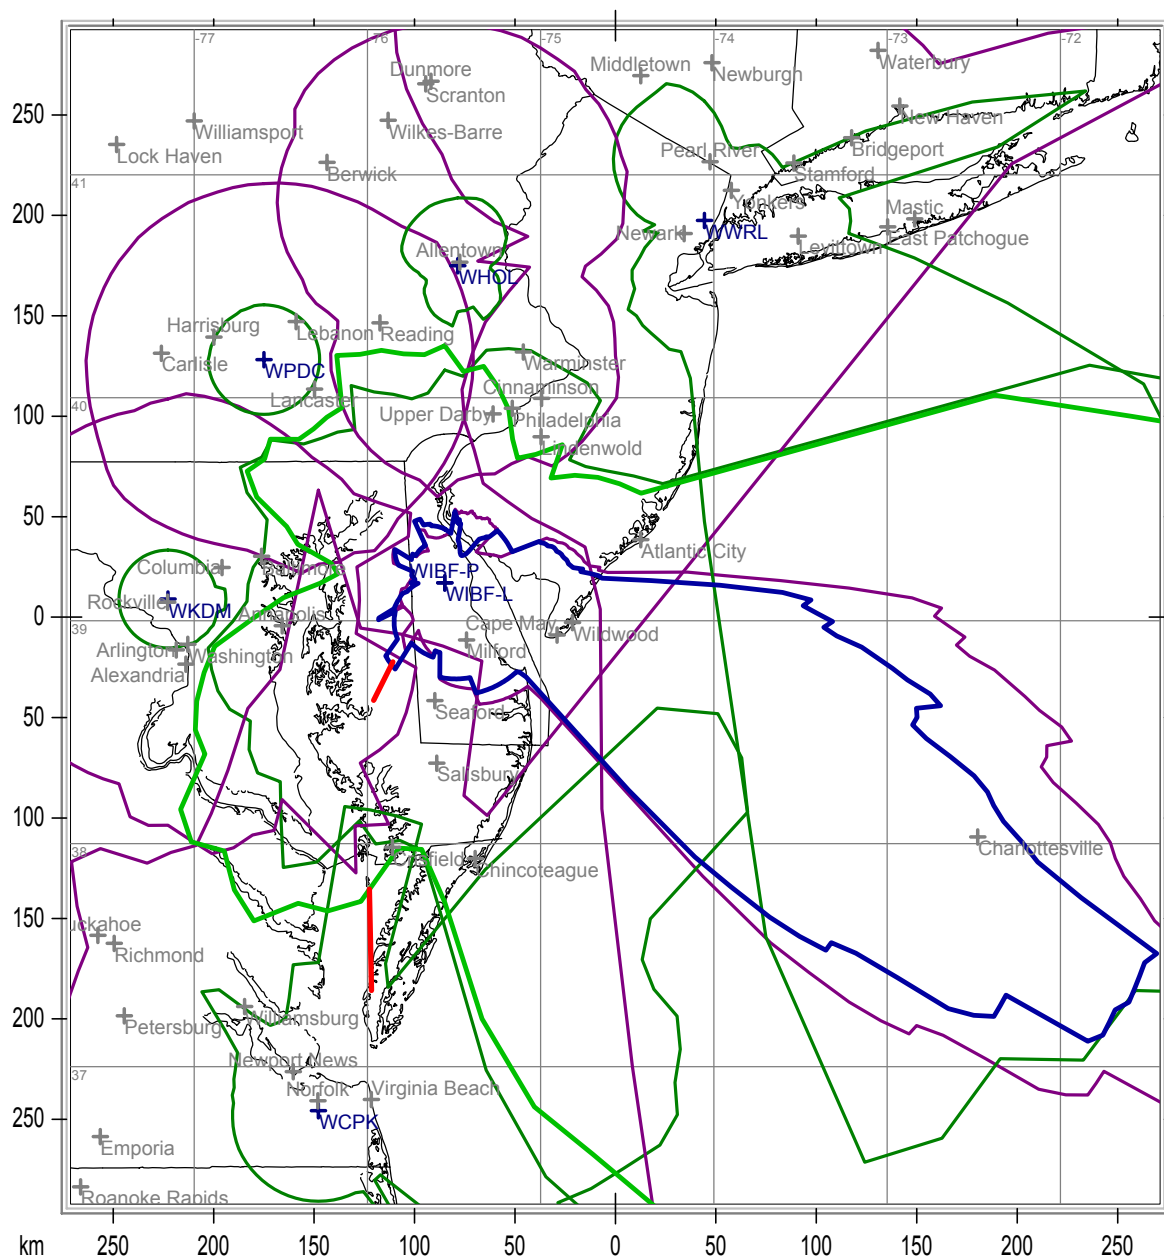 -77
-76
-75
-74
-73
-72
Middletown
Newburgh
Waterbury
Dunmore
Scranton
250
Williamsport
Wilkes-Barre
New Haven
Lock Haven
Berwick
Pearl River
Bridgeport
Stamford
41
Yonkers
Mastic
200
Newark
WWRL
Levittown
East Patchogue
Allentown
WHOL
150
Harrisburg
Lebanon
Reading
Carlisle
WPDC
Warminster
Lancaster
Cinnaminson
40
100
Upper Darby
Philadelphia
Lindenwold
50
Atlantic City
Columbia
Baltimore
WIBF-P
WIBF-L
Rockville
WKDM
Annapolis
0
Cape May
Wildwood
39
Arlington
Washington
Milford
Alexandria
50
Seaford
Salisbury
100
38
Crisfield
Chincoteague
Charlottesville
150
uckahoe
Richmond
200
Petersburg
Williamsburg
Newport News
37
Norfolk
Virginia Beach
WCPK
250
Emporia
Roanoke Rapids
km
250
200
150
100
50
0
50
100
150
200
250